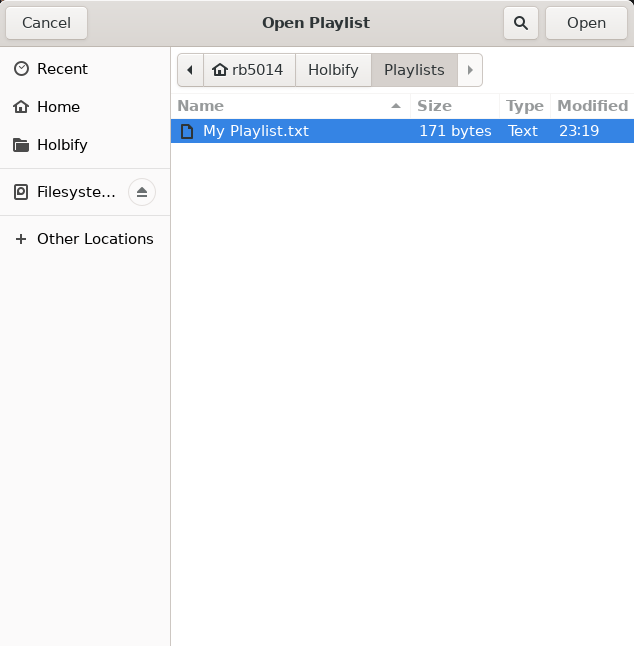 Cancel Open Playlist Open
Recent
Home
Holbify
Filesyste...
Other Locations
rb5014 Holbify Playlists
Name Size Type Modified
My Playlist.txt 171 bytes Text 23:19